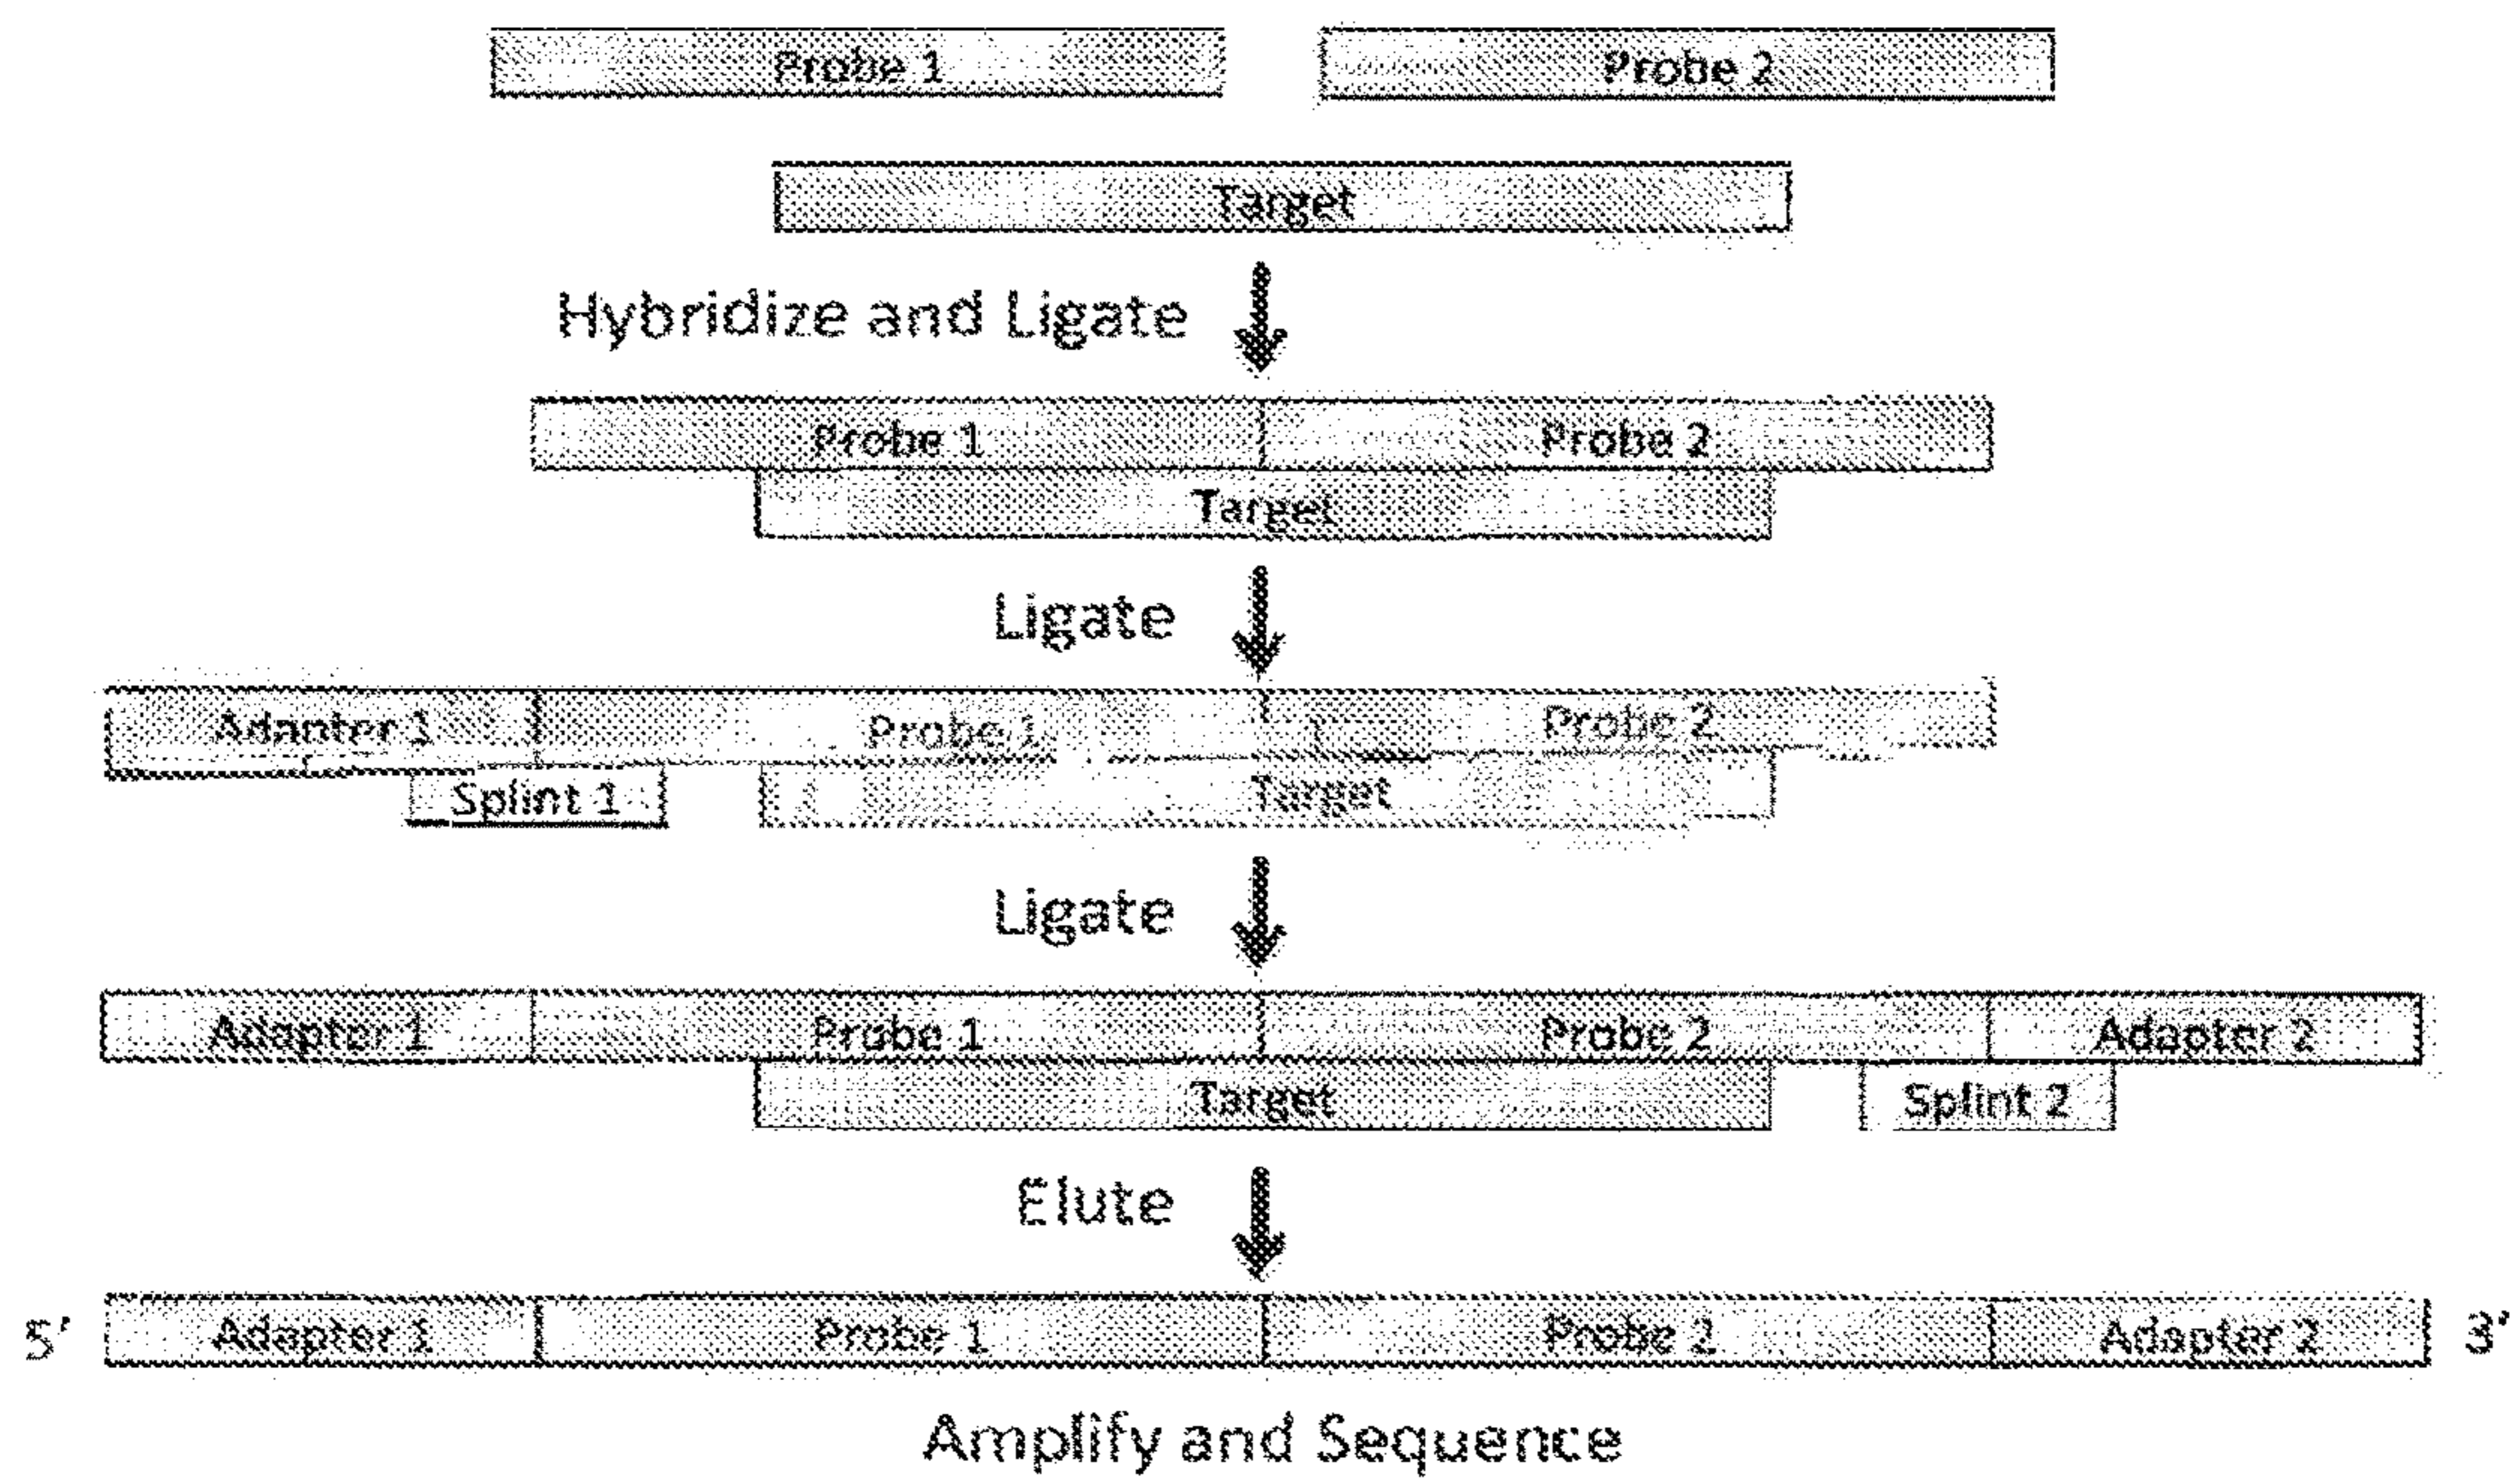 Probe 1 Probe 2
Target
Hybridize and Ligate
Probe 1 Probe 2
Target
Ligate
Adapter 1 Probe 1 Probe 2
Splint 1 Target
Ligate
Adapter 1 Probe 1 Probe 2 Adapter 2
Target Splint 2
Elute
5' Adapter 1 Probe 1 Probe 2 Adapter 2 3'
Amplify and Sequence